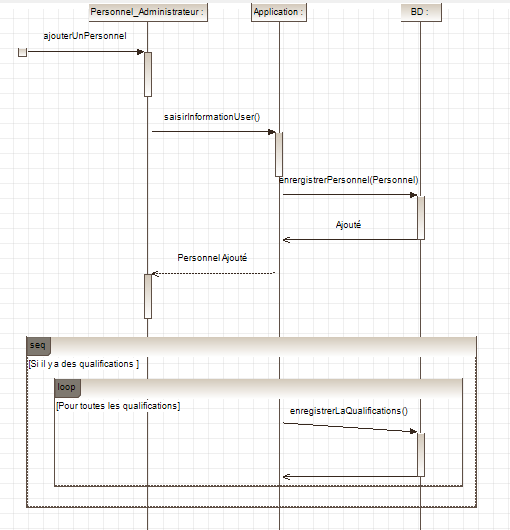 Personnel_Administrateur : Application : BD :
ajouterUnPersonnel
saisirInformationUser()
enregistrerPersonnel(Personnel)
Ajouté
Personnel Ajouté
seq
[Si il y a des qualifications ]
loop
[Pour toutes les qualifications]
enregistrerLaQualifications()